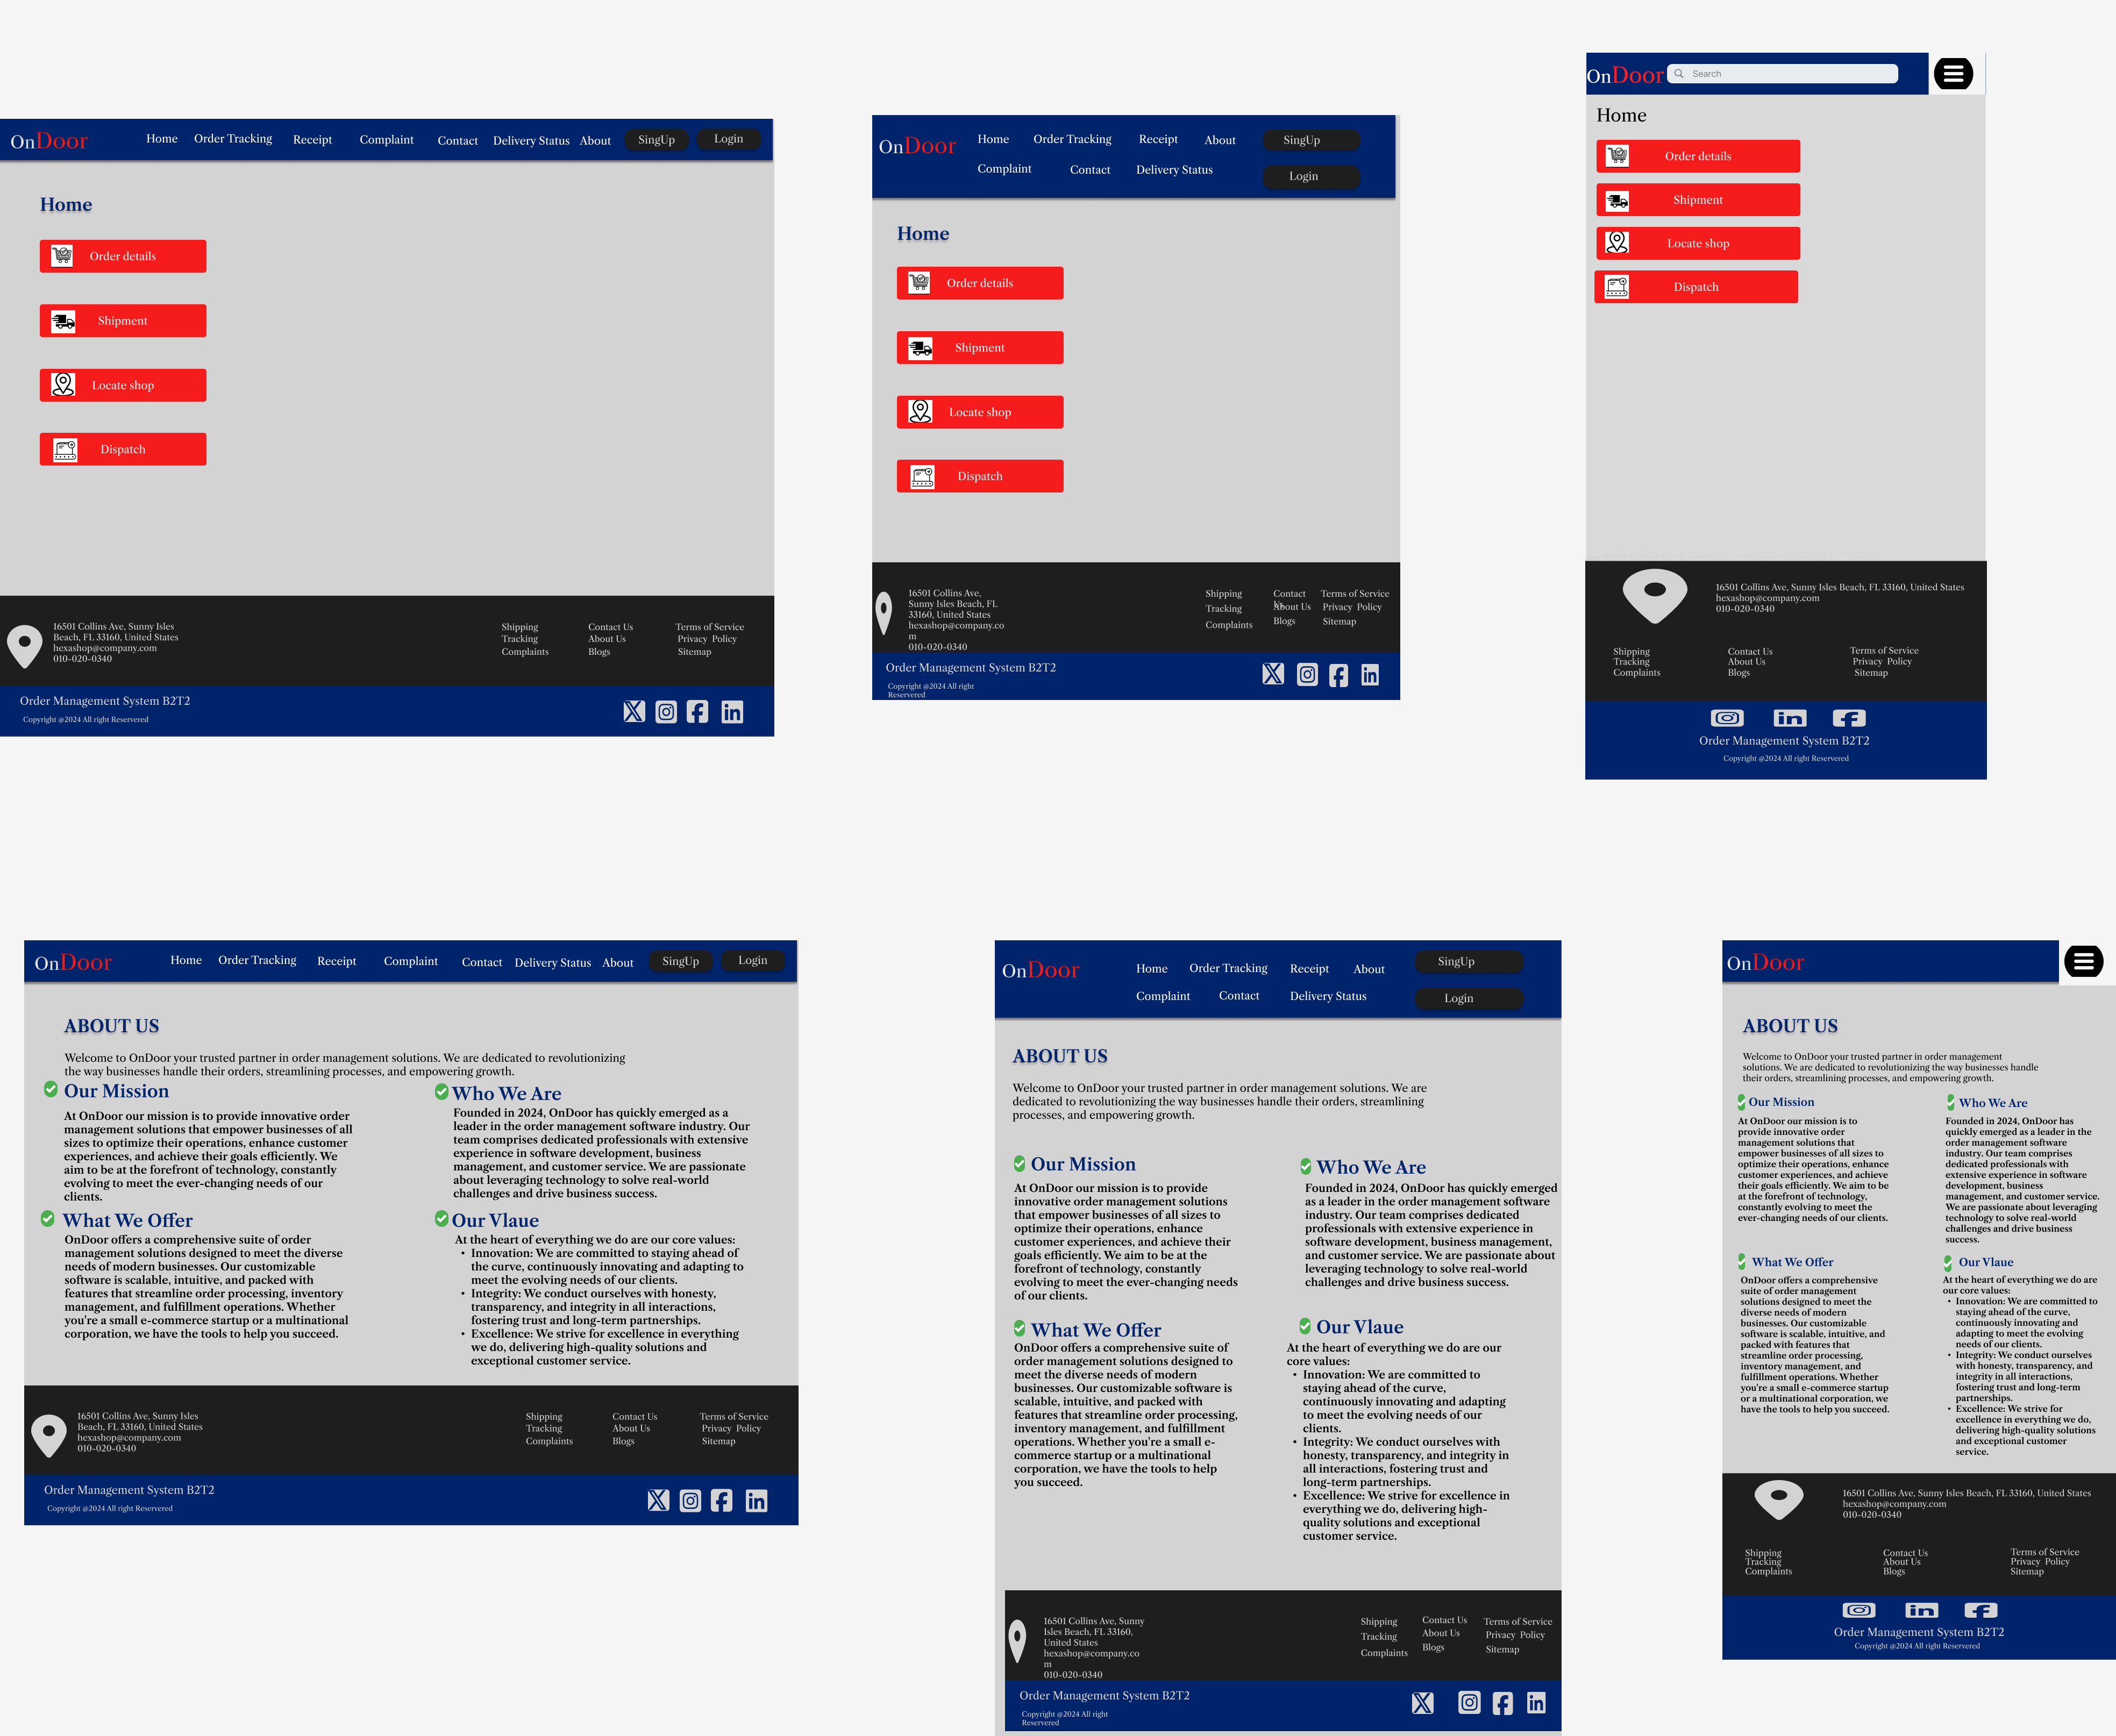 OnDoor
Home Order Tracking Receipt Complaint Contact Delivery Status About SingUp Login
Home
Order details
Shipment
Locate shop
Dispatch
16501 Collins Ave, Sunny Isles
Beach, FL 33160, United States
hexashop@company.com
010-020-0340
Shipping Contact Us Terms of Service
Tracking About Us Privacy Policy
Complaints Blogs Sitemap
Order Management System B2T2
Copyright @2024 All right Reservered
OnDoor
Home Order Tracking Receipt About SingUp
Complaint Contact Delivery Status Login
Home
Order details
Shipment
Locate shop
Dispatch
16501 Collins Ave,
Sunny Isles Beach, FL
33160, United States
hexashop@company.co
m
010-020-0340
Shipping Contact Us Terms of Service
Tracking About Us Privacy Policy
Complaints Blogs Sitemap
Order Management System B2T2
Copyright @2024 All right
Reservered
OnDoor Search
Home
Order details
Shipment
Locate shop
Dispatch
16501 Collins Ave, Sunny Isles Beach, FL 33160, United States
hexashop@company.com
010-020-0340
Shipping Contact Us Terms of Service
Tracking About Us Privacy Policy
Complaints Blogs Sitemap
Order Management System B2T2
Copyright @2024 All right Reservered
OnDoor
Home Order Tracking Receipt Complaint Contact Delivery Status About SingUp Login
ABOUT US
Welcome to OnDoor your trusted partner in order management solutions. We are dedicated to revolutionizing
the way businesses handle their orders, streamlining processes, and empowering growth.
Our Mission
At OnDoor our mission is to provide innovative order
management solutions that empower businesses of all
sizes to optimize their operations, enhance customer
experiences, and achieve their goals efficiently. We
aim to be at the forefront of technology, constantly
evolving to meet the ever-changing needs of our
clients.
Who We Are
Founded in 2024, OnDoor has quickly emerged as a
leader in the order management software industry. Our
team comprises dedicated professionals with extensive
experience in software development, business
management, and customer service. We are passionate
about leveraging technology to solve real-world
challenges and drive business success.
What We Offer
OnDoor offers a comprehensive suite of order
management solutions designed to meet the diverse
needs of modern businesses. Our customizable
software is scalable, intuitive, and packed with
features that streamline order processing, inventory
management, and fulfillment operations. Whether
you're a small e-commerce startup or a multinational
corporation, we have the tools to help you succeed.
Our Vlaue
At the heart of everything we do are our core values:
• Innovation: We are committed to staying ahead of
the curve, continuously innovating and adapting to
meet the evolving needs of our clients.
• Integrity: We conduct ourselves with honesty,
transparency, and integrity in all interactions,
fostering trust and long-term partnerships.
• Excellence: We strive for excellence in everything
we do, delivering high-quality solutions and
exceptional customer service.
16501 Collins Ave, Sunny Isles
Beach, FL 33160, United States
hexashop@company.com
010-020-0340
Shipping Contact Us Terms of Service
Tracking About Us Privacy Policy
Complaints Blogs Sitemap
Order Management System B2T2
Copyright @2024 All right Reservered
OnDoor
Home Order Tracking Receipt About SingUp
Complaint Contact Delivery Status Login
ABOUT US
Welcome to OnDoor your trusted partner in order management solutions. We are
dedicated to revolutionizing the way businesses handle their orders, streamlining
processes, and empowering growth.
Our Mission
At OnDoor our mission is to provide
innovative order management solutions
that empower businesses of all sizes to
optimize their operations, enhance
customer experiences, and achieve their
goals efficiently. We aim to be at the
forefront of technology, constantly
evolving to meet the ever-changing needs
of our clients.
Who We Are
Founded in 2024, OnDoor has quickly emerged
as a leader in the order management software
industry. Our team comprises dedicated
professionals with extensive experience in
software development, business management,
and customer service. We are passionate about
leveraging technology to solve real-world
challenges and drive business success.
What We Offer
OnDoor offers a comprehensive suite of
order management solutions designed to
meet the diverse needs of modern
businesses. Our customizable software is
scalable, intuitive, and packed with
features that streamline order processing,
inventory management, and fulfillment
operations. Whether you're a small e-
commerce startup or a multinational
corporation, we have the tools to help
you succeed.
Our Vlaue
At the heart of everything we do are our
core values:
• Innovation: We are committed to
staying ahead of the curve,
continuously innovating and adapting
to meet the evolving needs of our
clients.
• Integrity: We conduct ourselves with
honesty, transparency, and integrity in
all interactions, fostering trust and
long-term partnerships.
• Excellence: We strive for excellence in
everything we do, delivering high-
quality solutions and exceptional
customer service.
16501 Collins Ave, Sunny
Isles Beach, FL 33160,
United States
hexashop@company.co
m
010-020-0340
Shipping Contact Us Terms of Service
Tracking About Us Privacy Policy
Complaints Blogs Sitemap
Order Management System B2T2
Copyright @2024 All right
Reservered
OnDoor
ABOUT US
Welcome to OnDoor your trusted partner in order management
solutions. We are dedicated to revolutionizing the way businesses handle
their orders, streamlining processes, and empowering growth.
Our Mission
At OnDoor our mission is to
provide innovative order
management solutions that
empower businesses of all sizes to
optimize their operations, enhance
customer experiences, and achieve
their goals efficiently. We aim to be
at the forefront of technology,
constantly evolving to meet the
ever-changing needs of our clients.
Who We Are
Founded in 2024, OnDoor has
quickly emerged as a leader in the
order management software
industry. Our team comprises
dedicated professionals with
extensive experience in software
development, business
management, and customer service.
We are passionate about leveraging
technology to solve real-world
challenges and drive business
success.
What We Offer
OnDoor offers a comprehensive
suite of order management
solutions designed to meet the
diverse needs of modern
businesses. Our customizable
software is scalable, intuitive, and
packed with features that
streamline order processing,
inventory management, and
fulfillment operations. Whether
you're a small e-commerce startup
or a multinational corporation, we
have the tools to help you succeed.
Our Vlaue
At the heart of everything we do are
our core values:
• Innovation: We are committed to
staying ahead of the curve,
continuously innovating and
adapting to meet the evolving
needs of our clients.
• Integrity: We conduct ourselves
with honesty, transparency, and
integrity in all interactions,
fostering trust and long-term
partnerships.
• Excellence: We strive for
excellence in everything we do,
delivering high-quality solutions
and exceptional customer
service.
16501 Collins Ave, Sunny Isles Beach, FL 33160, United States
hexashop@company.com
010-020-0340
Shipping Contact Us Terms of Service
Tracking About Us Privacy Policy
Complaints Blogs Sitemap
Order Management System B2T2
Copyright @2024 All right Reservered